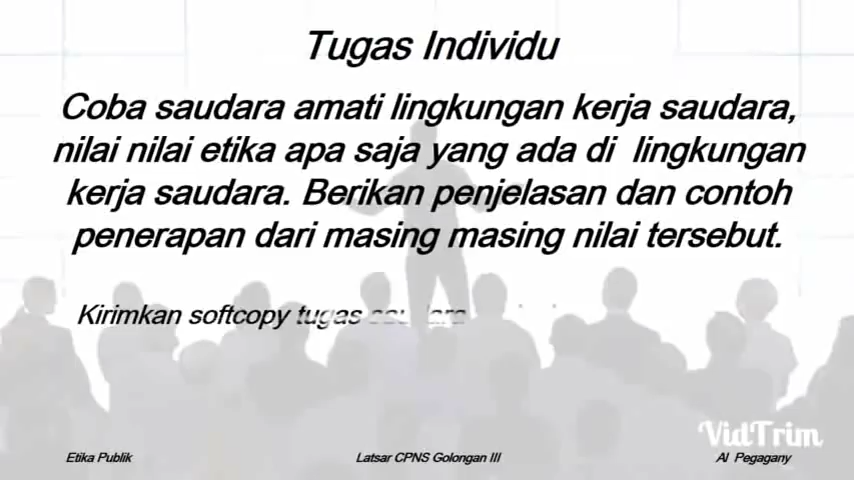 Tugas Individu
Coba saudara amati lingkungan kerja saudara,
nilai nilai etika apa saja yang ada di lingkungan
kerja saudara. Berikan penjelasan dan contoh
penerapan dari masing masing nilai tersebut.
Kirimkan softcopy tugas
VidTrim
Etika Publik
Latsar CPNS Golongan III
Al Pegagany